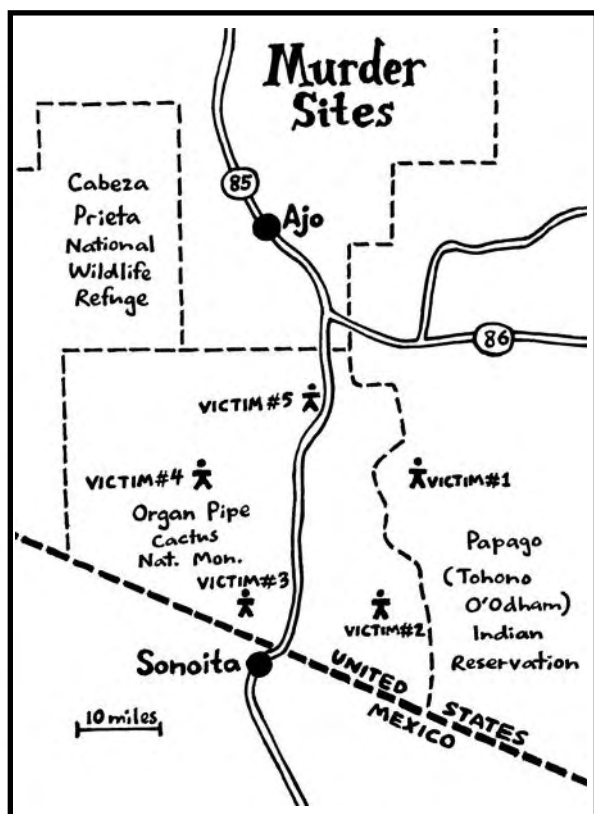 Murder
Sites
Cabeza
Prieta
National
Wildlife
Refuge
85
Ajo
86
VICTIM#5
VICTIM#4
VICTIM#1
Organ Pipe
Cactus
Nat. Mon.
VICTIM#3
VICTIM#2
Papago
(Tohono
O'Odham)
Indian
Reservation
Sonoita
UNITED STATES
MEXICO
10 miles